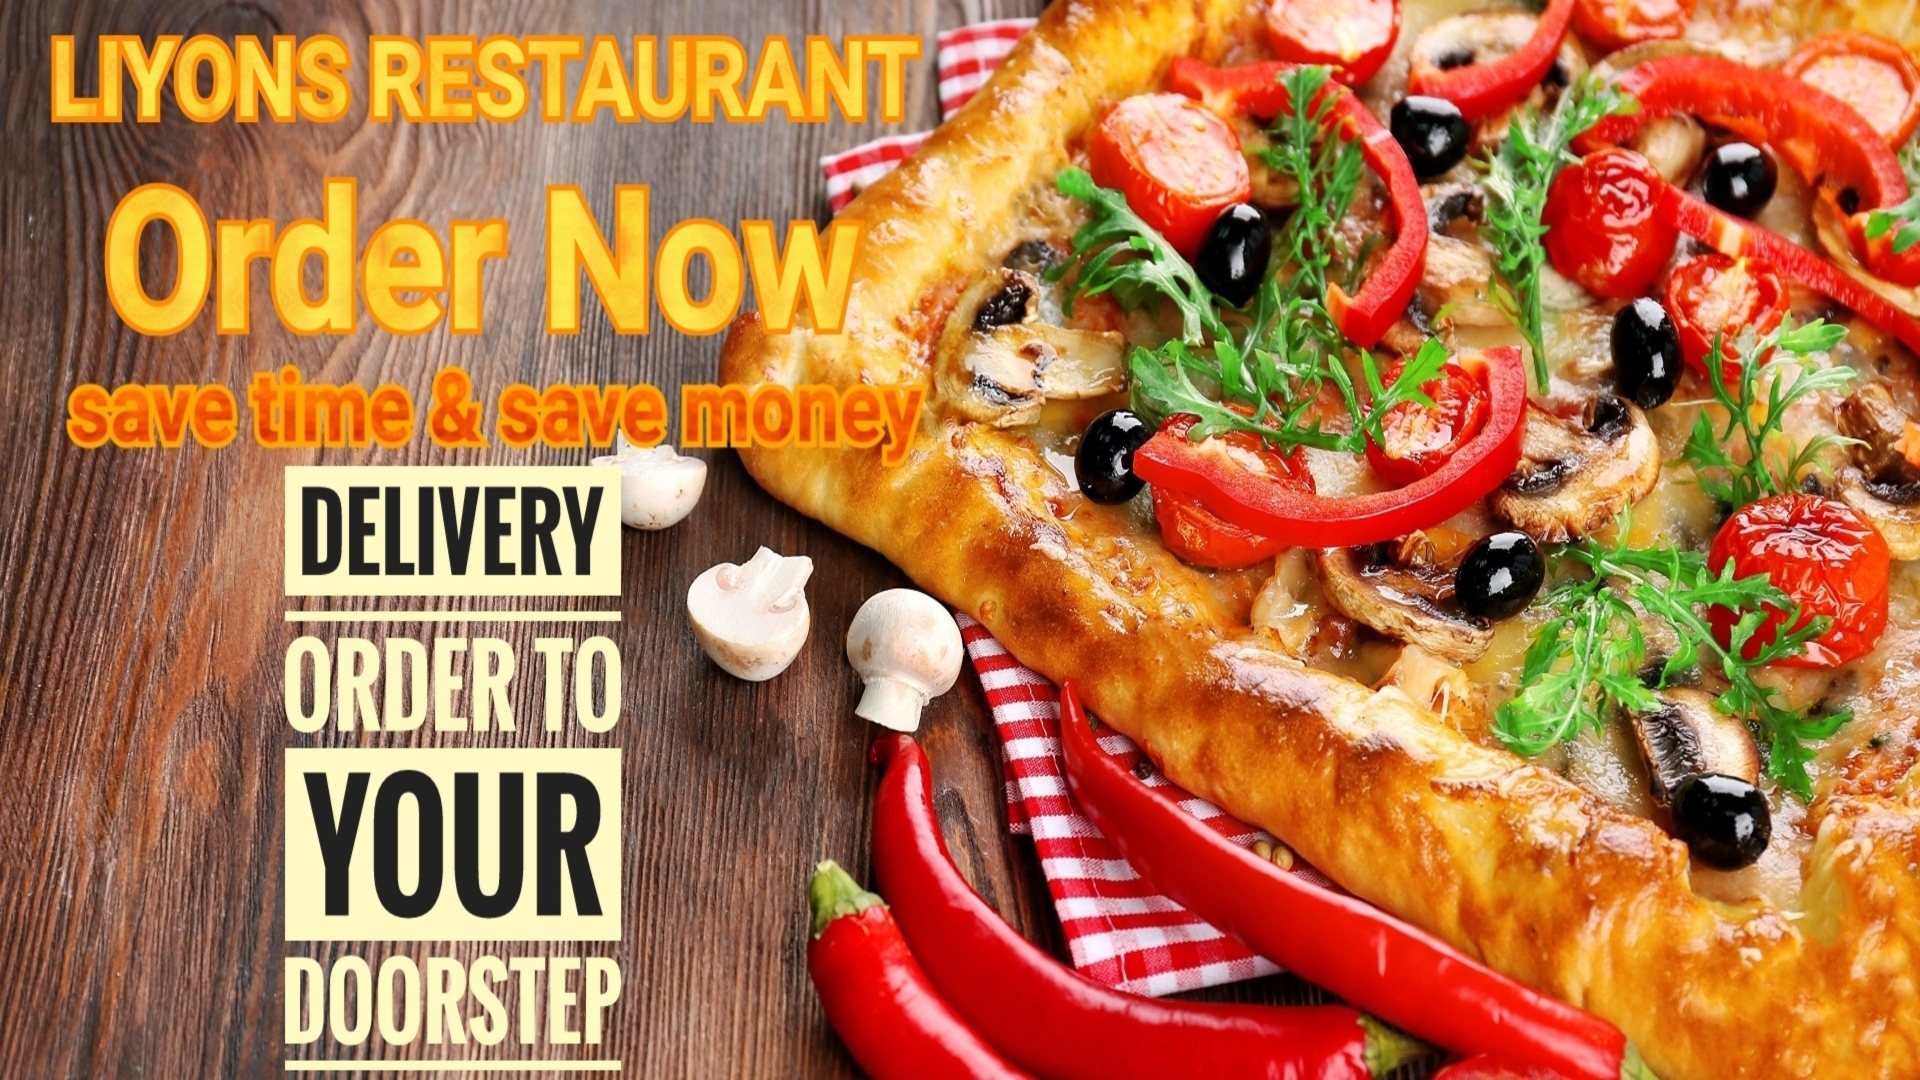 LIYONS RESTAURANT
Order Now
save time & save money
DELIVERY
ORDER TO
YOUR
DOORSTEP